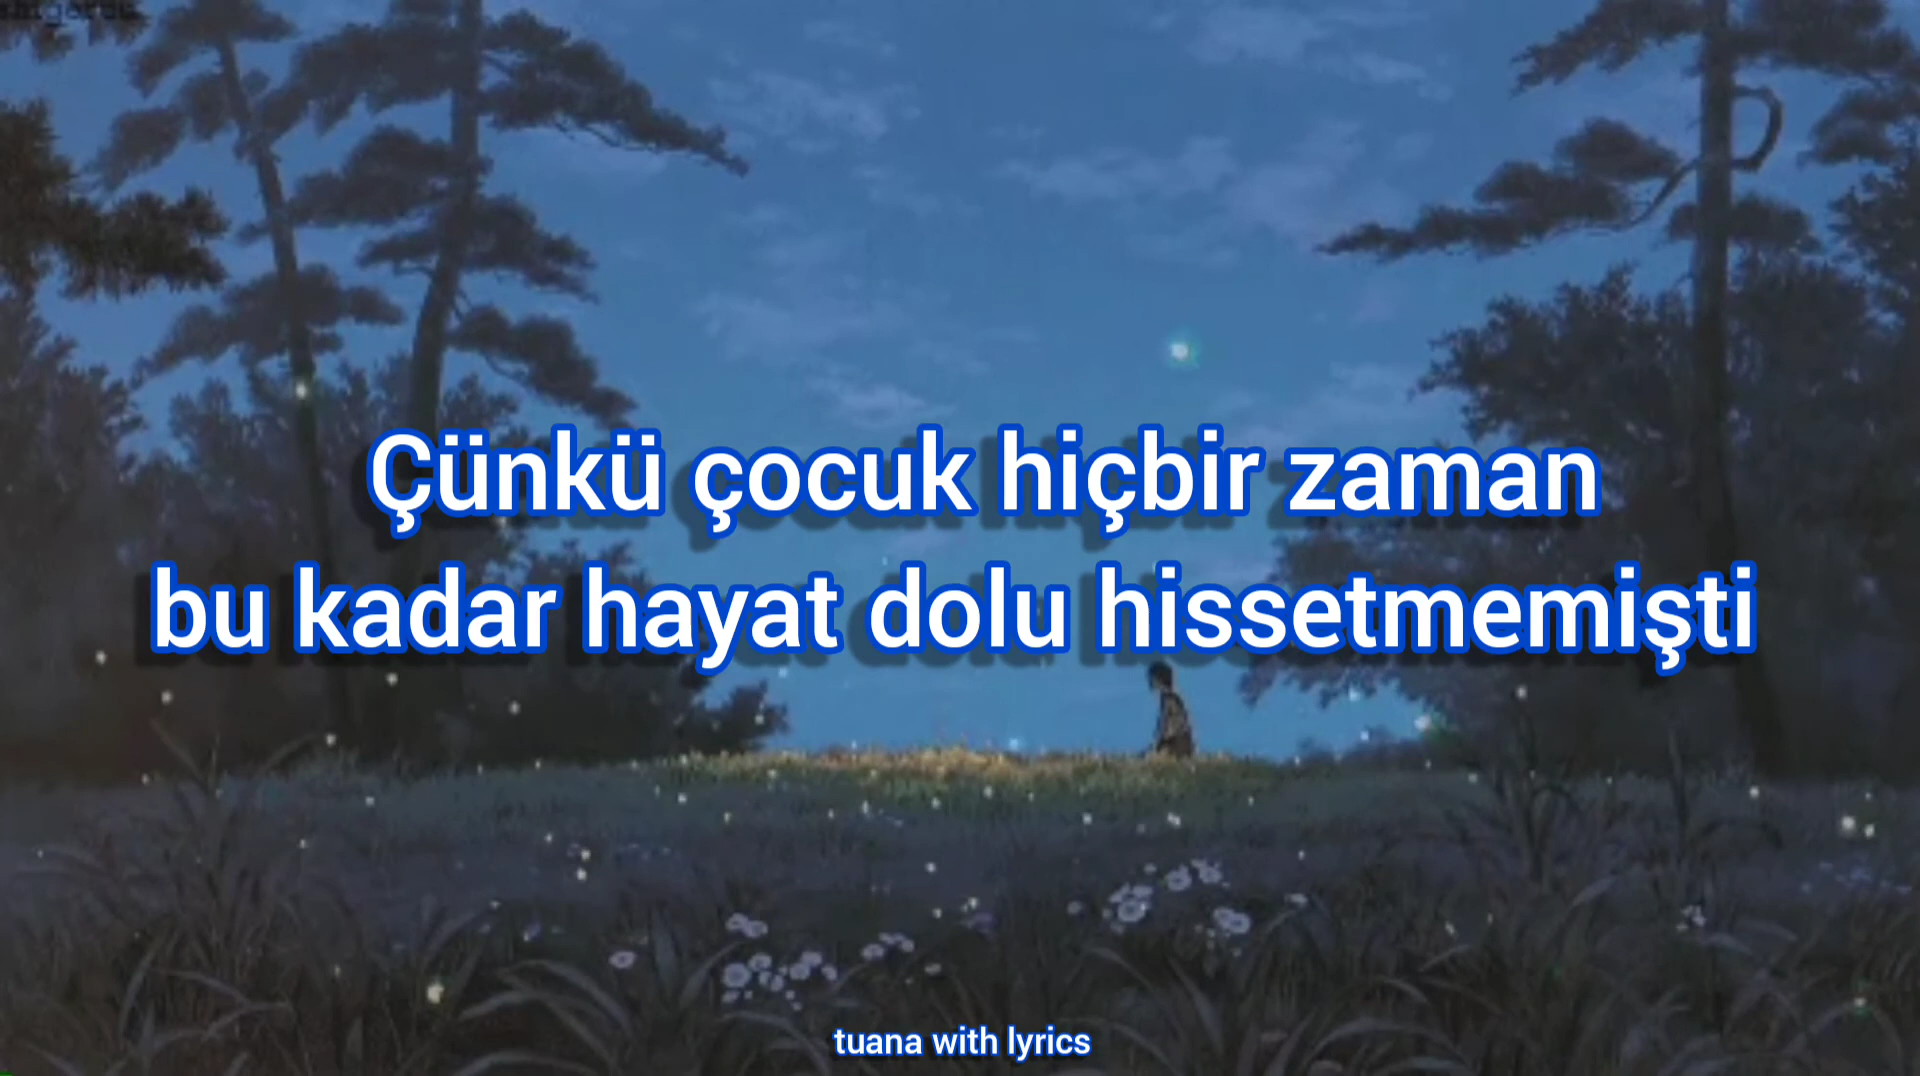 Çünkü çocuk hiçbir zaman
bu kadar hayat dolu hissetmemişti
tuana with lyrics